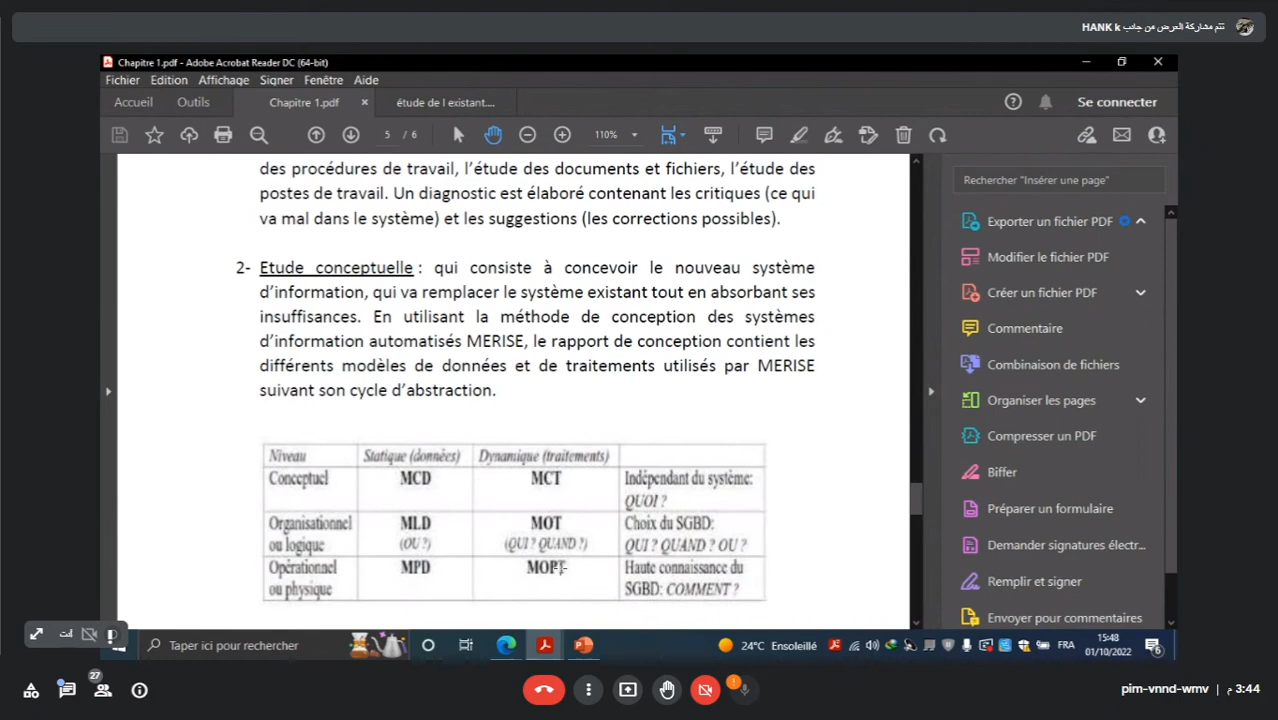 تتم مشاركة العرض من جانب HANK k
Chapitre 1.pdf - Adobe Acrobat Reader DC (64-bit)
Fichier Edition Affichage Signer Fenêtre Aide
Accueil Outils Chapitre 1.pdf × étude de l existant.... Se connecter
5 / 6 110%
des procédures de travail, l'étude des documents et fichiers, l'étude des
postes de travail. Un diagnostic est élaboré contenant les critiques (ce qui
va mal dans le système) et les suggestions (les corrections possibles).
2- Etude conceptuelle : qui consiste à concevoir le nouveau système
d'information, qui va remplacer le système existant tout en absorbant ses
insuffisances. En utilisant la méthode de conception des systèmes
d'information automatisés MERISE, le rapport de conception contient les
différents modèles de données et de traitements utilisés par MERISE
suivant son cycle d'abstraction.
Niveau Statique (données) Dynamique (traitements)
Conceptuel MCD MCT Indépendant du système:
QUOI ?
Organisationnel MLD MOT Choix du SGBD:
ou logique (OU ?) (QUI ? QUAND ?) QUI ? QUAND ? OU ?
Opérationnel MPD MOPT Haute connaissance du
ou physique SGBD: COMMENT ?
Rechercher "Insérer une page"
Exporter un fichier PDF
Modifier le fichier PDF
Créer un fichier PDF
Commentaire
Combinaison de fichiers
Organiser les pages
Compresser un PDF
Biffer
Préparer un formulaire
Demander signatures électr...
Remplir et signer
Envoyer pour commentaires
انت
Taper ici pour rechercher 24°C Ensoleillé FRA 15:48
01/10/2022 6
27 pim-vnnd-wmv | 3:44 م